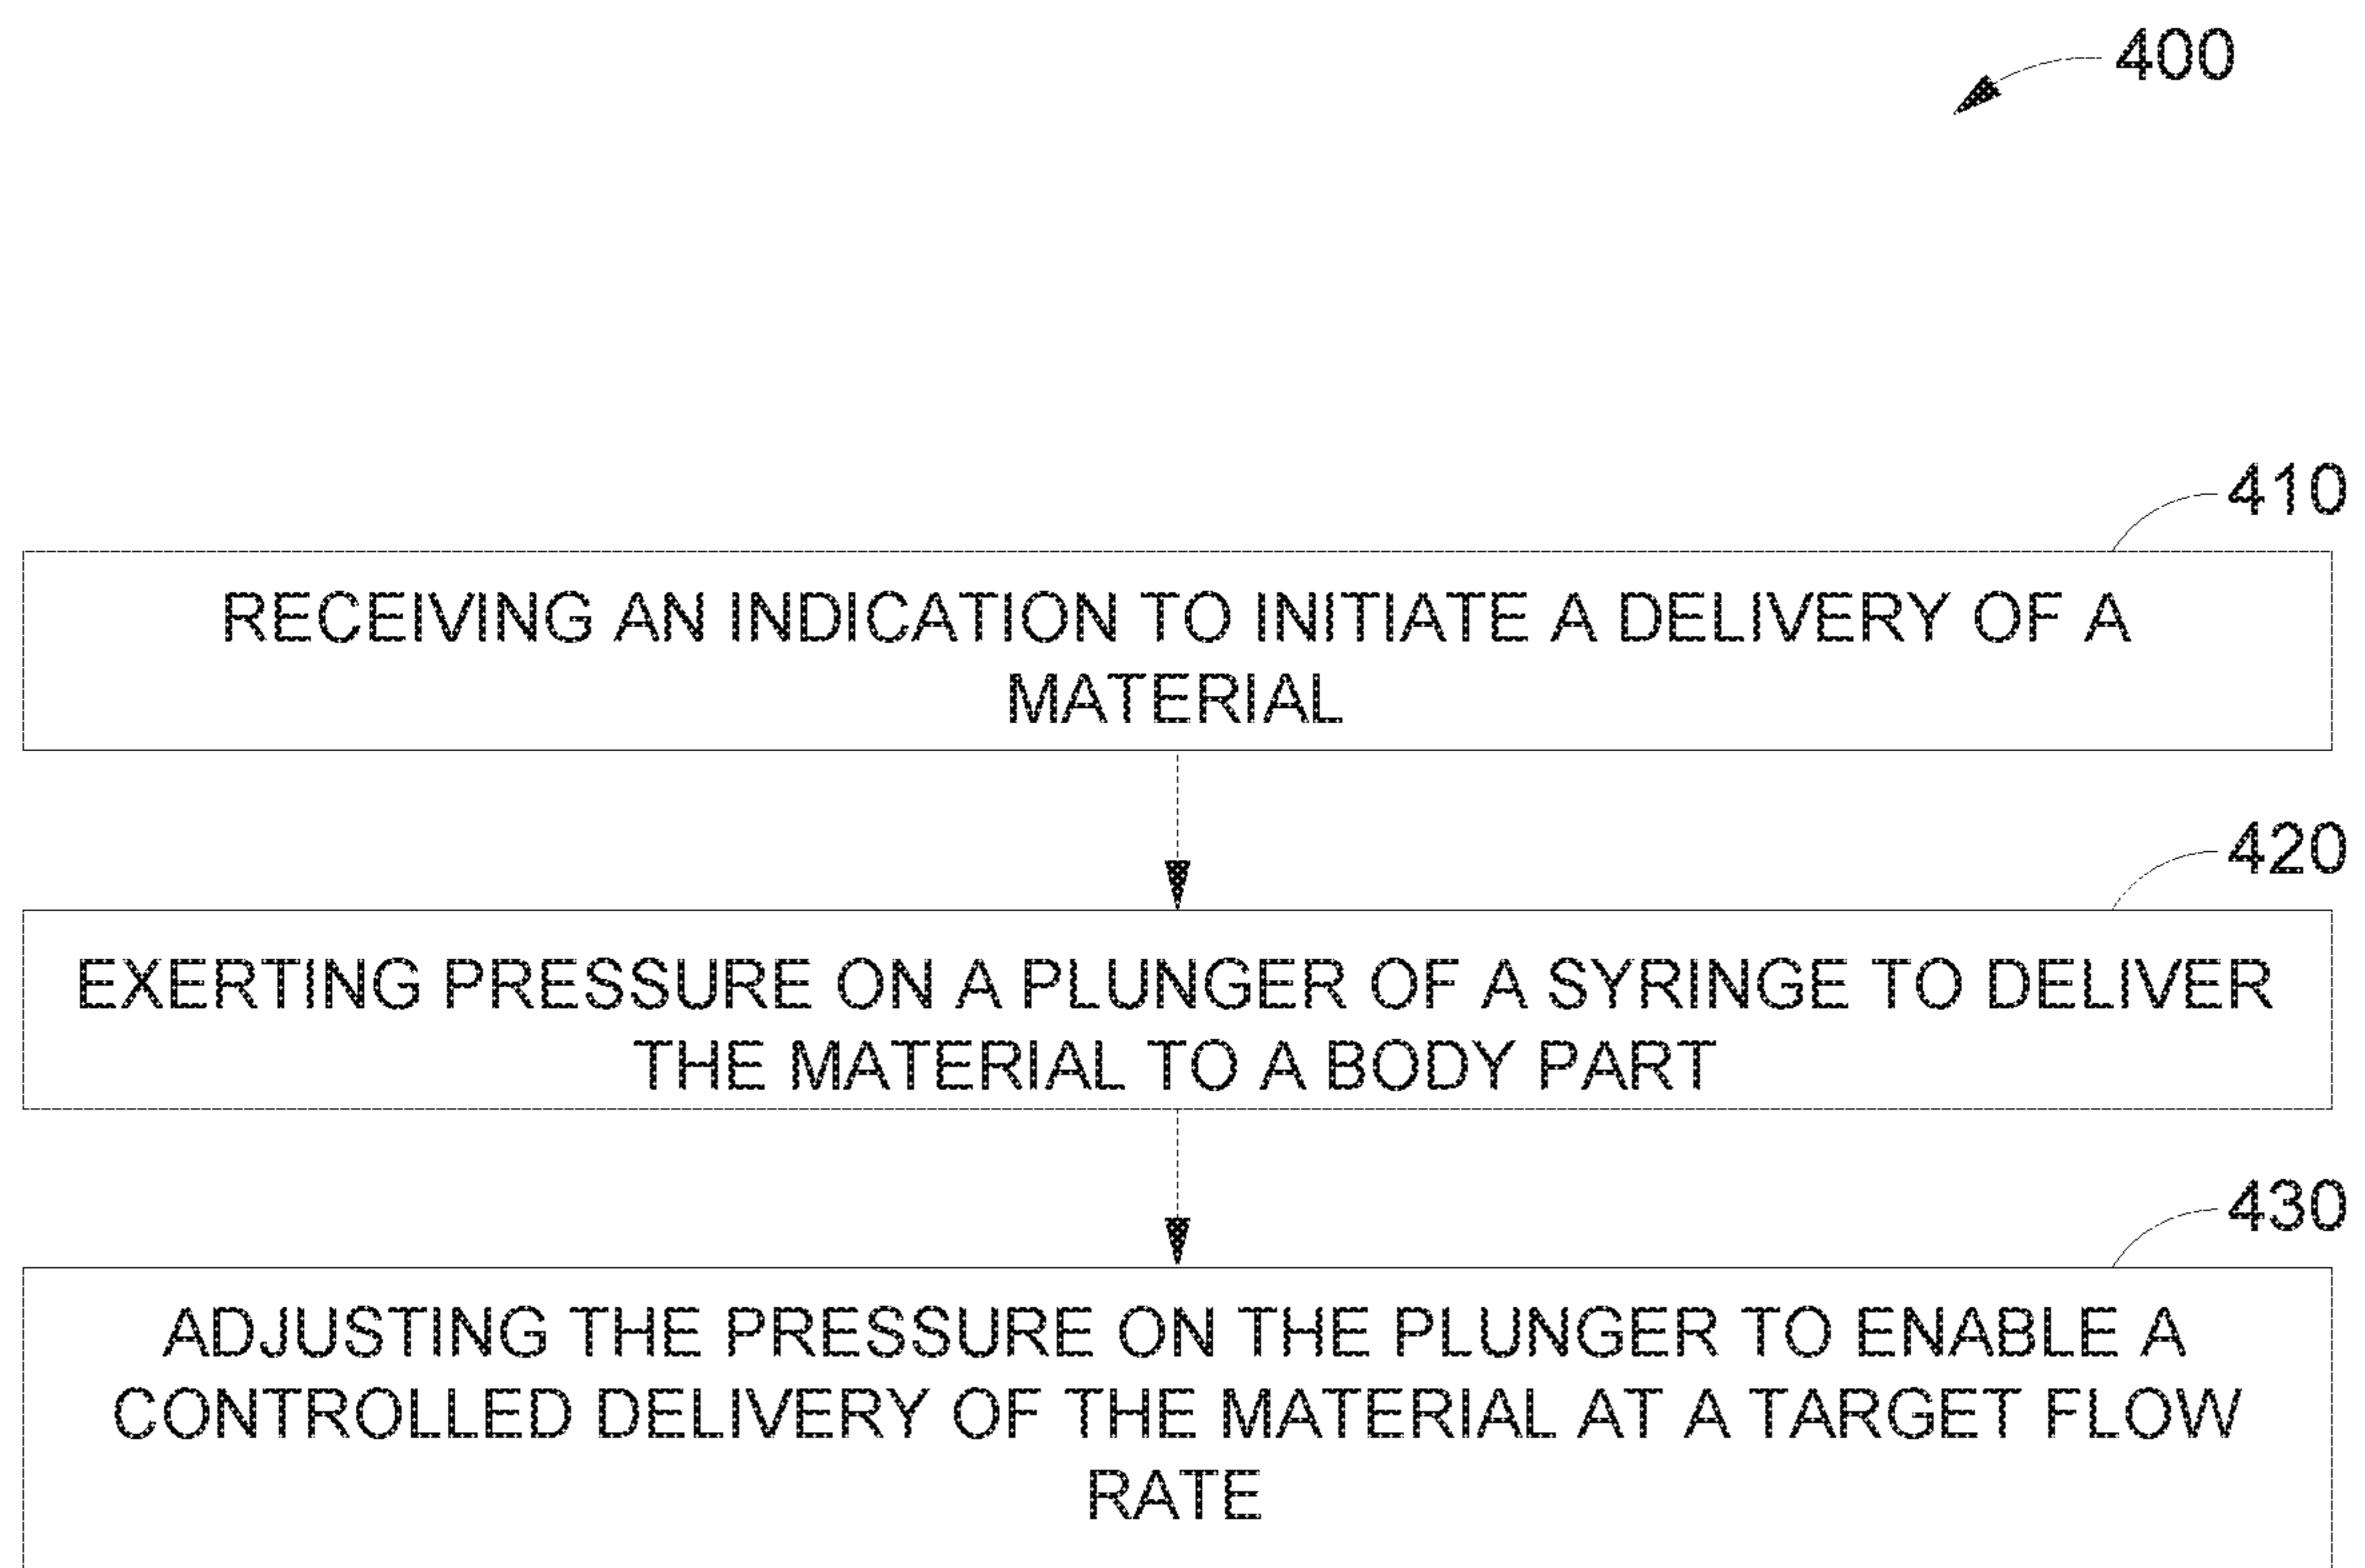 400
410
RECEIVING AN INDICATION TO INITIATE A DELIVERY OF A
MATERIAL
420
EXERTING PRESSURE ON A PLUNGER OF A SYRINGE TO DELIVER
THE MATERIAL TO A BODY PART
430
ADJUSTING THE PRESSURE ON THE PLUNGER TO ENABLE A
CONTROLLED DELIVERY OF THE MATERIAL AT A TARGET FLOW
RATE